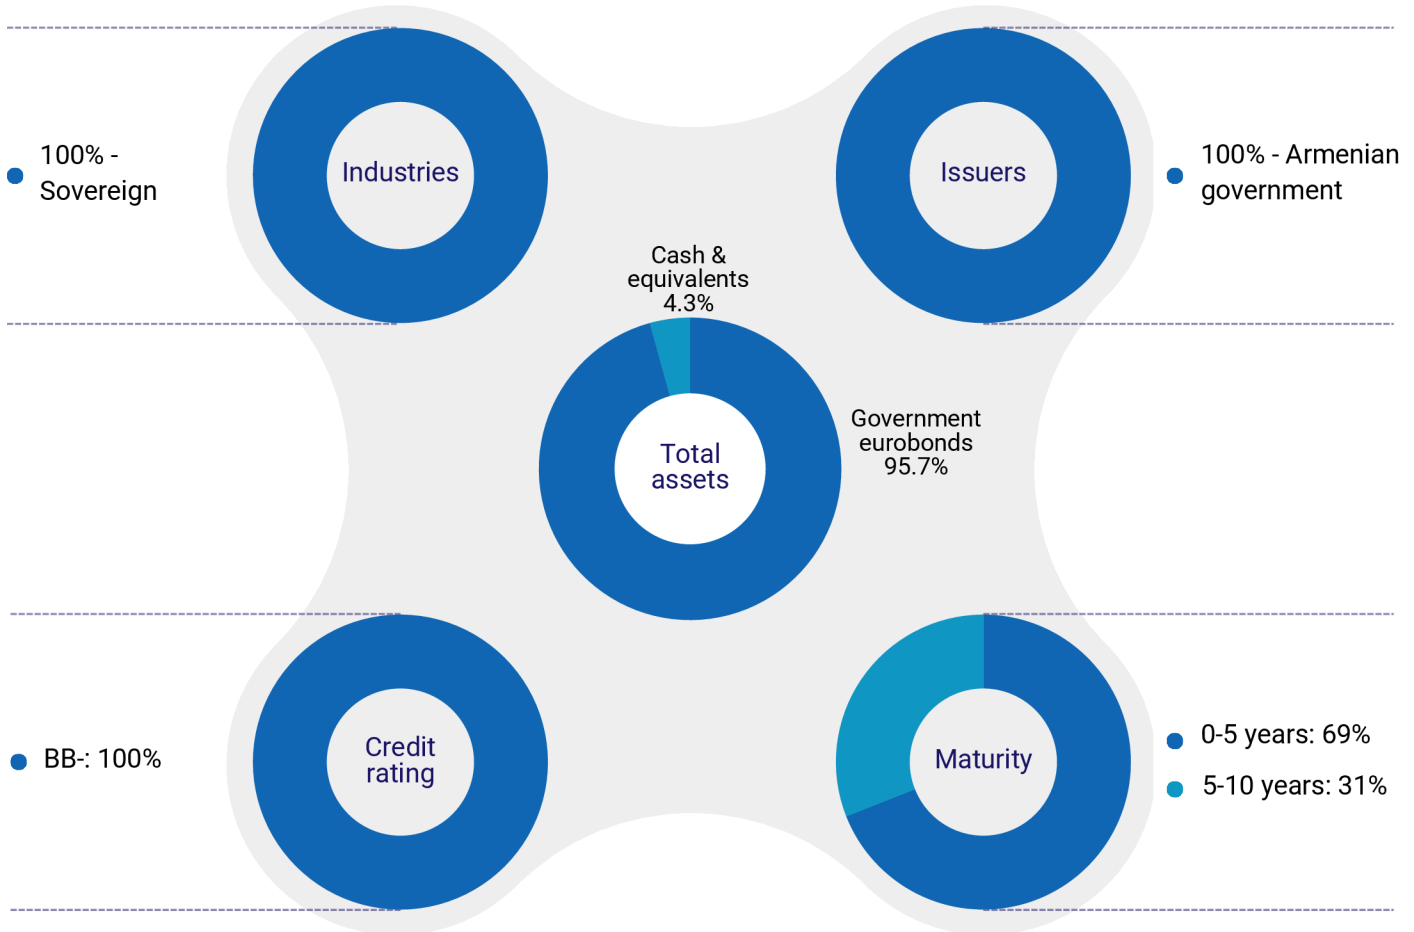 Industries
100% -
Sovereign
Issuers
100% - Armenian
government
Cash &
equivalents
4.3%
Government
eurobonds
95.7%
Total
assets
Credit
rating
BB-: 100%
Maturity
0-5 years: 69%
5-10 years: 31%